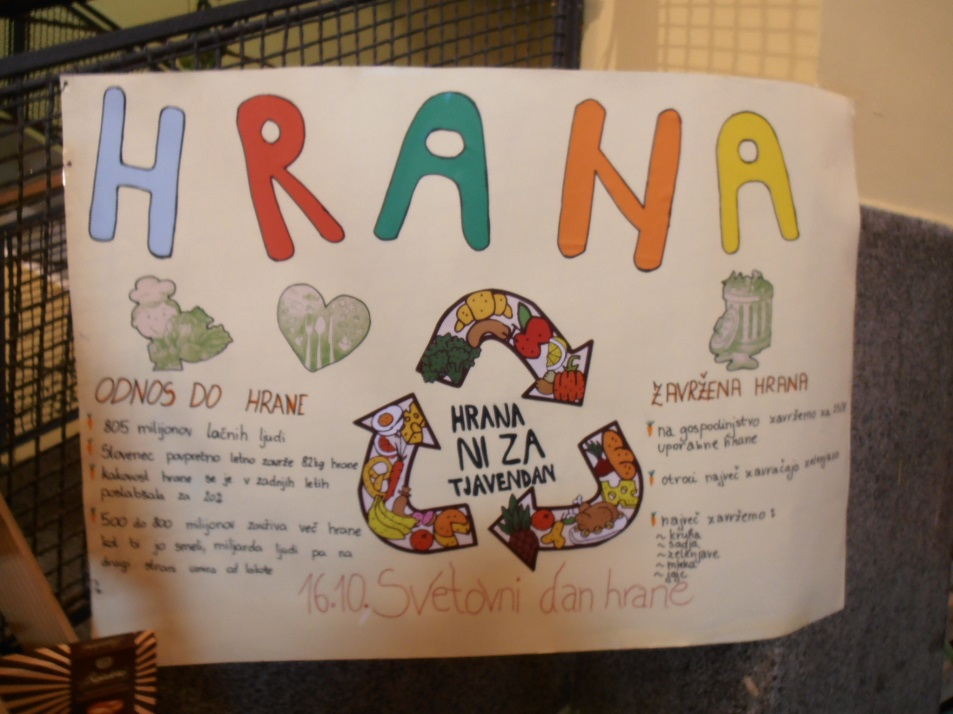 HRANA
ODNOS DO HRANE
805 milijonov lačnih ljudi
Slovenec povprečno letno zavrže 82kg hrane
kakovost hrane se je v zadnjih letih
poslabšala za
500 do 800 milijonov zauživa več hrane
kot bi jo smeli, milijarda ljudi pa na
drugi strani umira od lakote
HRANA
NI ZA
TJAVENDAN
ZAVRŽENA HRANA
na gospodinjstvo zavržemo za
uporabne hrane
otroci največ zavračajo zelenjavo
največ zavržemo:
~ kruha
~ sadja
~ zelenjave
~ mleka
~ jajc
16.10. Svetovni dan hrane